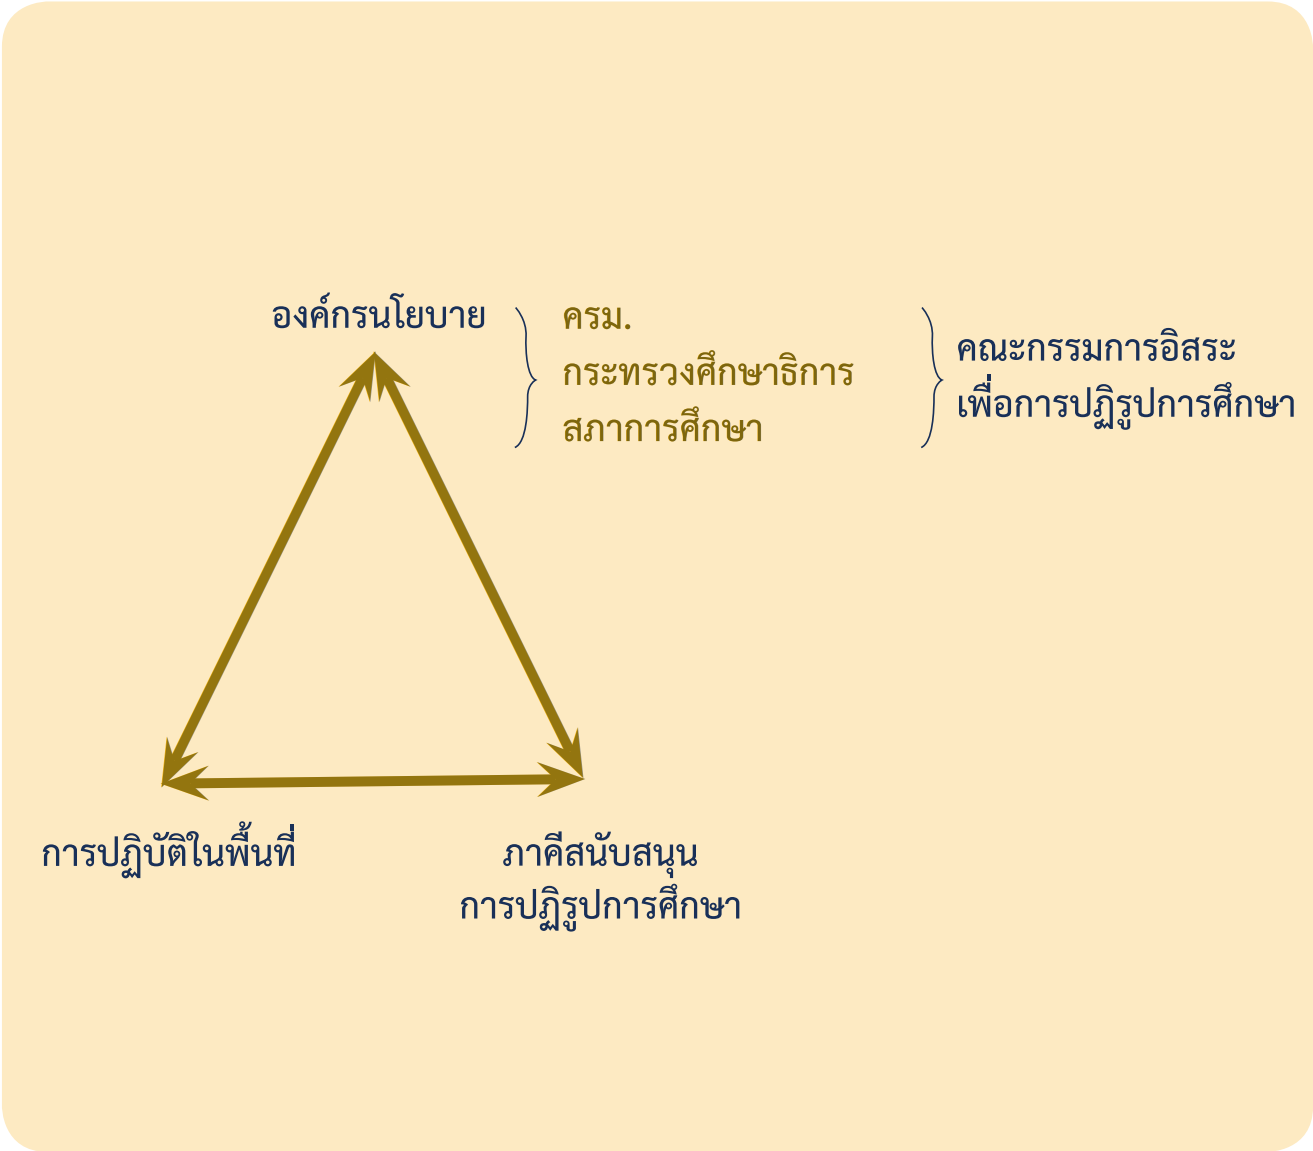 องค์กรนโยบาย
ครม.
กระทรวงศึกษาธิการ
สภาการศึกษา
คณะกรรมการอิสระ
เพื่อการปฏิรูปการศึกษา
การปฏิบัติในพื้นที่
ภาคีสนับสนุน
การปฏิรูปการศึกษา